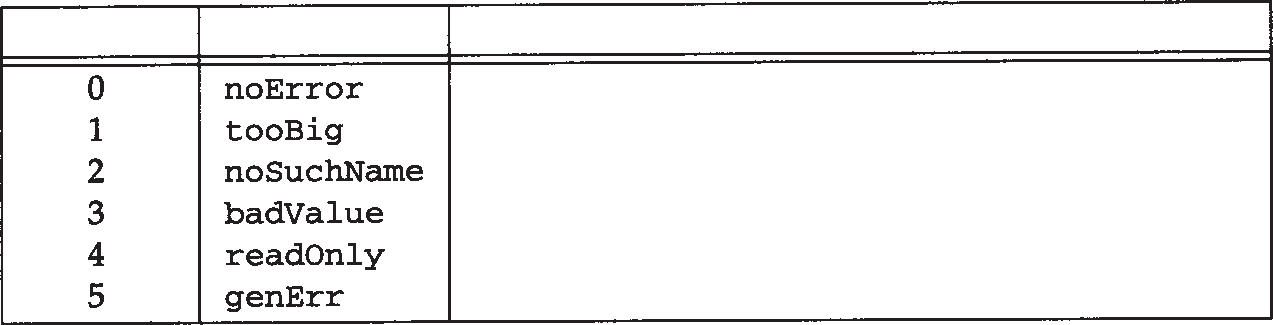 0 noError
1 tooBig
2 noSuchName
3 badValue
4 readOnly
5 genErr